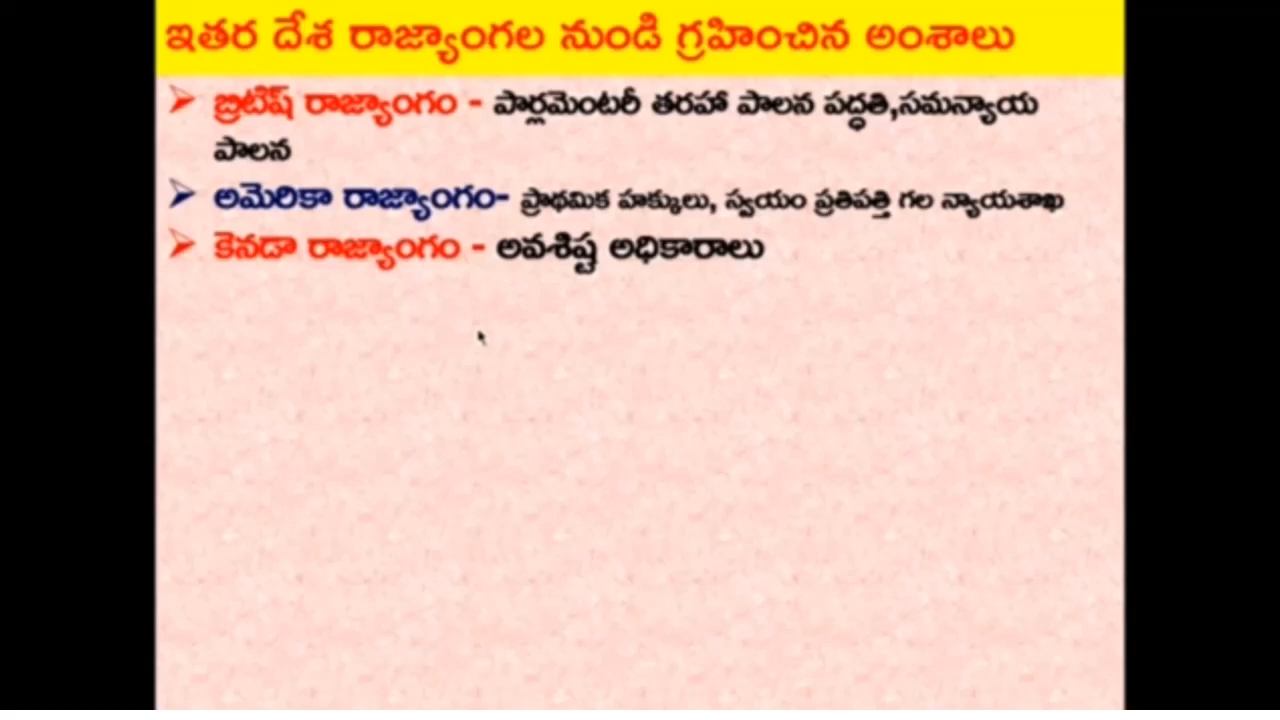 ఇతర దేశ రాజ్యాంగల నుండి గ్రహించిన అంశాలు
బ్రిటిష్ రాజ్యాంగం - పార్లమెంటరీ తరహా పాలన పద్ధతి,సమన్యాయ
పాలన
అమెరికా రాజ్యాంగం- ప్రాథమిక హక్కులు, స్వయం ప్రతిపత్తి గల న్యాయశాఖ
కెనడా రాజ్యాంగం - అవశిష్ట అధికారాలు